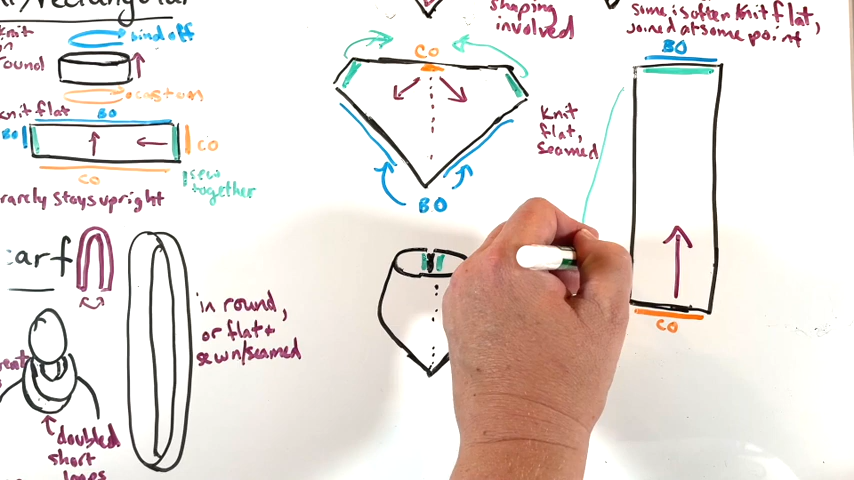 rectangular
knit
in
round
bind off
cast on
knit flat
BO
BO
CO
CO
sew
together
rarely stays upright
arf
in round,
or flat +
sewn/seamed
doubled
short
loops
shaping
involved
CO
Knit
flat,
seamed
BO
some is often Knit flat,
joined at some point
BO
CO